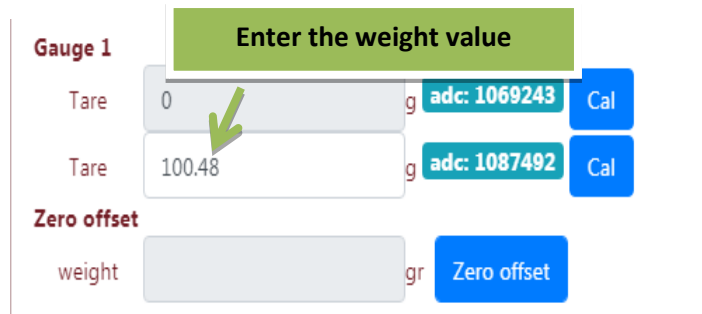 Enter the weight value
Gauge 1
Tare 0 g adc: 1069243 Cal
Tare 100.48 g adc: 1087492 Cal
Zero offset
weight gr Zero offset